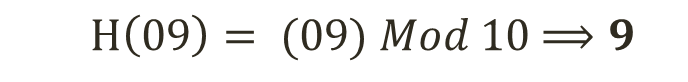 H(09) = (09) Mod 10 ⟹ 9